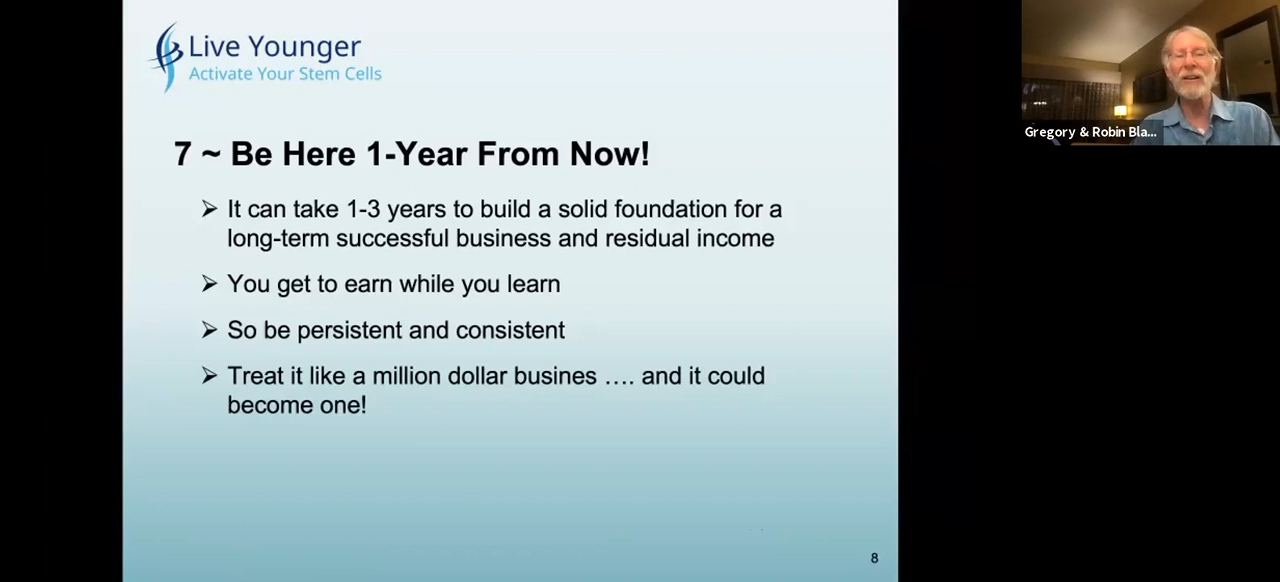 Live Younger
Activate Your Stem Cells
7 ~ Be Here 1-Year From Now!
➢ It can take 1-3 years to build a solid foundation for a
long-term successful business and residual income
➢ You get to earn while you learn
➢ So be persistent and consistent
➢ Treat it like a million dollar busines .... and it could
become one!
8
Gregory & Robin Bla...